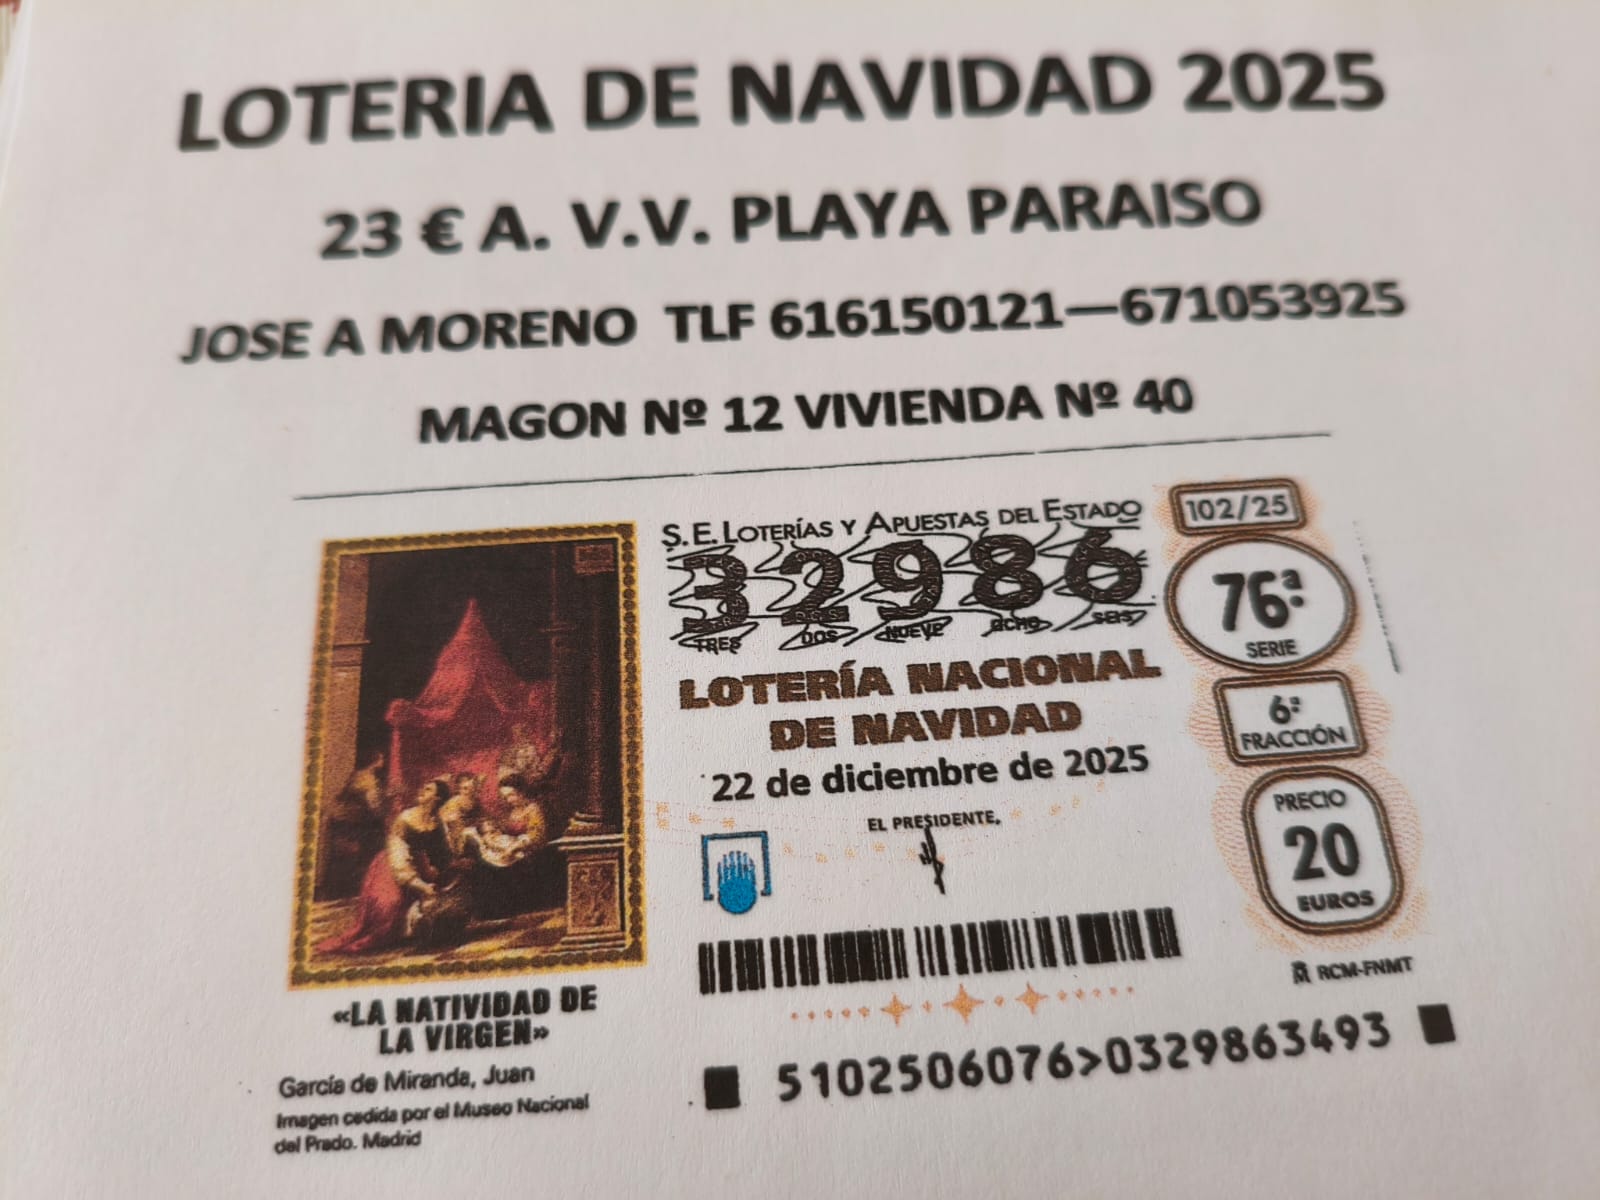 LOTERIA DE NAVIDAD 2025
23 € A. V.V. PLAYA PARAISO
JOSE A MORENO TLF 616150121—671053925
MAGON Nº 12 VIVIENDA Nº 40
S.E. LOTERÍAS Y APUESTAS DEL ESTADO
32986
TRES DOS NUEVE OCHO SEIS
LOTERÍA NACIONAL
DE NAVIDAD
22 de diciembre de 2025
EL PRESIDENTE,
102/25
76ª
SERIE
6ª
FRACCIÓN
PRECIO
20
EUROS
RCM-FNMT
«LA NATIVIDAD DE
LA VIRGEN»
García de Miranda, Juan
Imagen cedida por el Museo Nacional
del Prado. Madrid
5102506076>0329863493